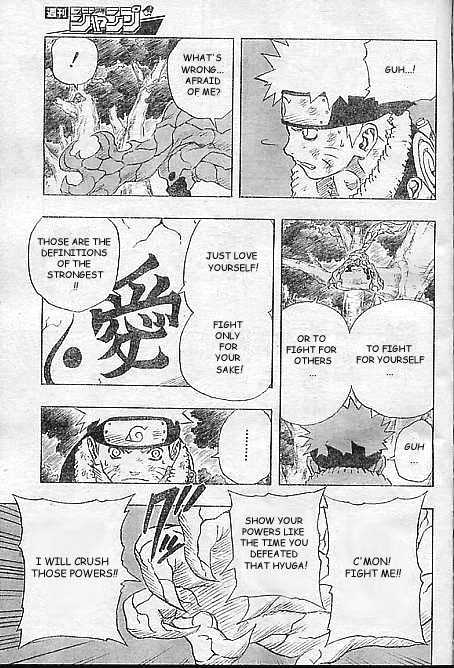 週刊
ジャンプ
GUH...!
WHAT'S
WRONG...
AFRAID
OF ME?
!
TO FIGHT
FOR YOURSELF
...
OR TO
FIGHT FOR
OTHERS
...
GUH
...
JUST LOVE
YOURSELF!
FIGHT
ONLY
FOR
YOUR
SAKE!
THOSE ARE THE
DEFINITIONS
OF THE
STRONGEST
!!
愛
........
C'MON!
FIGHT ME!!
SHOW YOUR
POWERS LIKE
THE TIME YOU
DEFEATED
THAT HYUGA!
I WILL CRUSH
THOSE POWERS!!